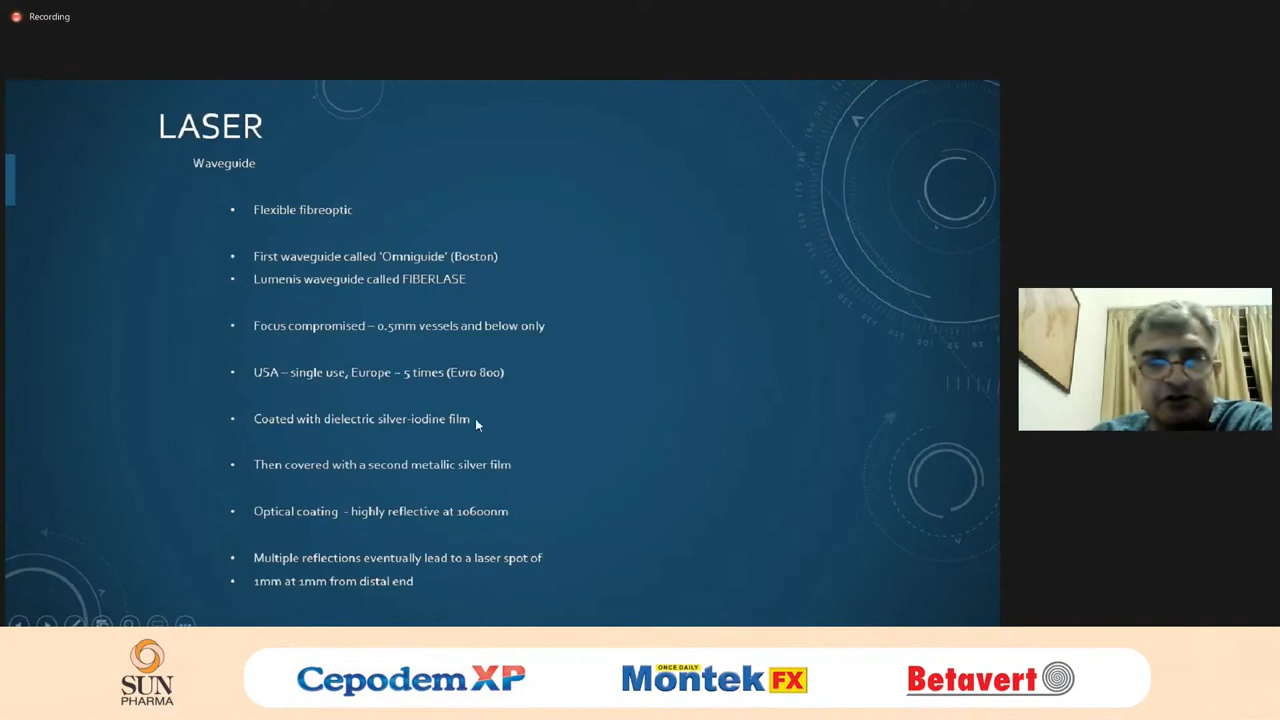 Recording
LASER
Waveguide
• Flexible fibreoptic
• First waveguide called ‘Omniguide’ (Boston)
• Lumenis waveguide called FIBERLASE
• Focus compromised – 0.5mm vessels and below only
• USA – single use, Europe ~ 5 times (Euro 800)
• Coated with dielectric silver-iodine film
• Then covered with a second metallic silver film
• Optical coating - highly reflective at 10600nm
• Multiple reflections eventually lead to a laser spot of
• 1mm at 1mm from distal end
SUN
PHARMA
Cepodem XP
ONCE DAILY
Montek FX
Betavert